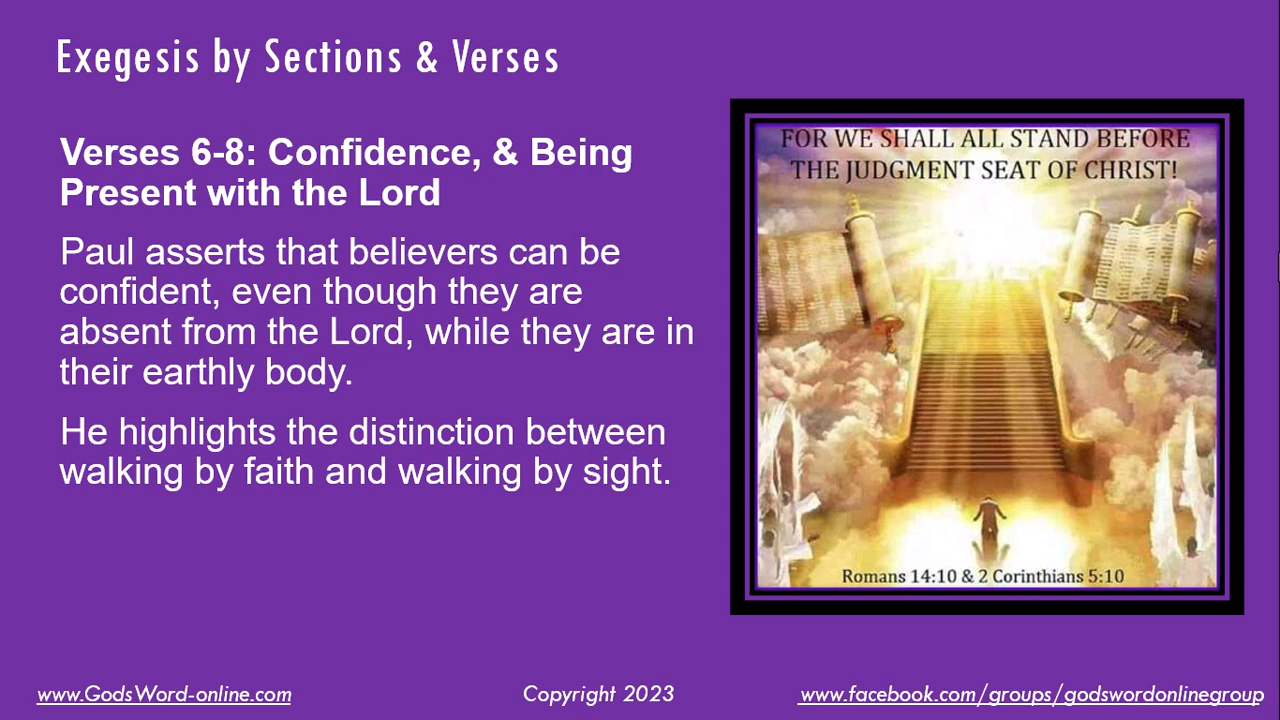 Exegesis by Sections & Verses
Verses 6-8: Confidence, & Being
Present with the Lord
Paul asserts that believers can be
confident, even though they are
absent from the Lord, while they are in
their earthly body.
He highlights the distinction between
walking by faith and walking by sight.
FOR WE SHALL ALL STAND BEFORE
THE JUDGMENT SEAT OF CHRIST!
Romans 14:10 & 2 Corinthians 5:10
www.GodsWord-online.com
Copyright 2023
www.facebook.com/groups/godswordonlinegroup